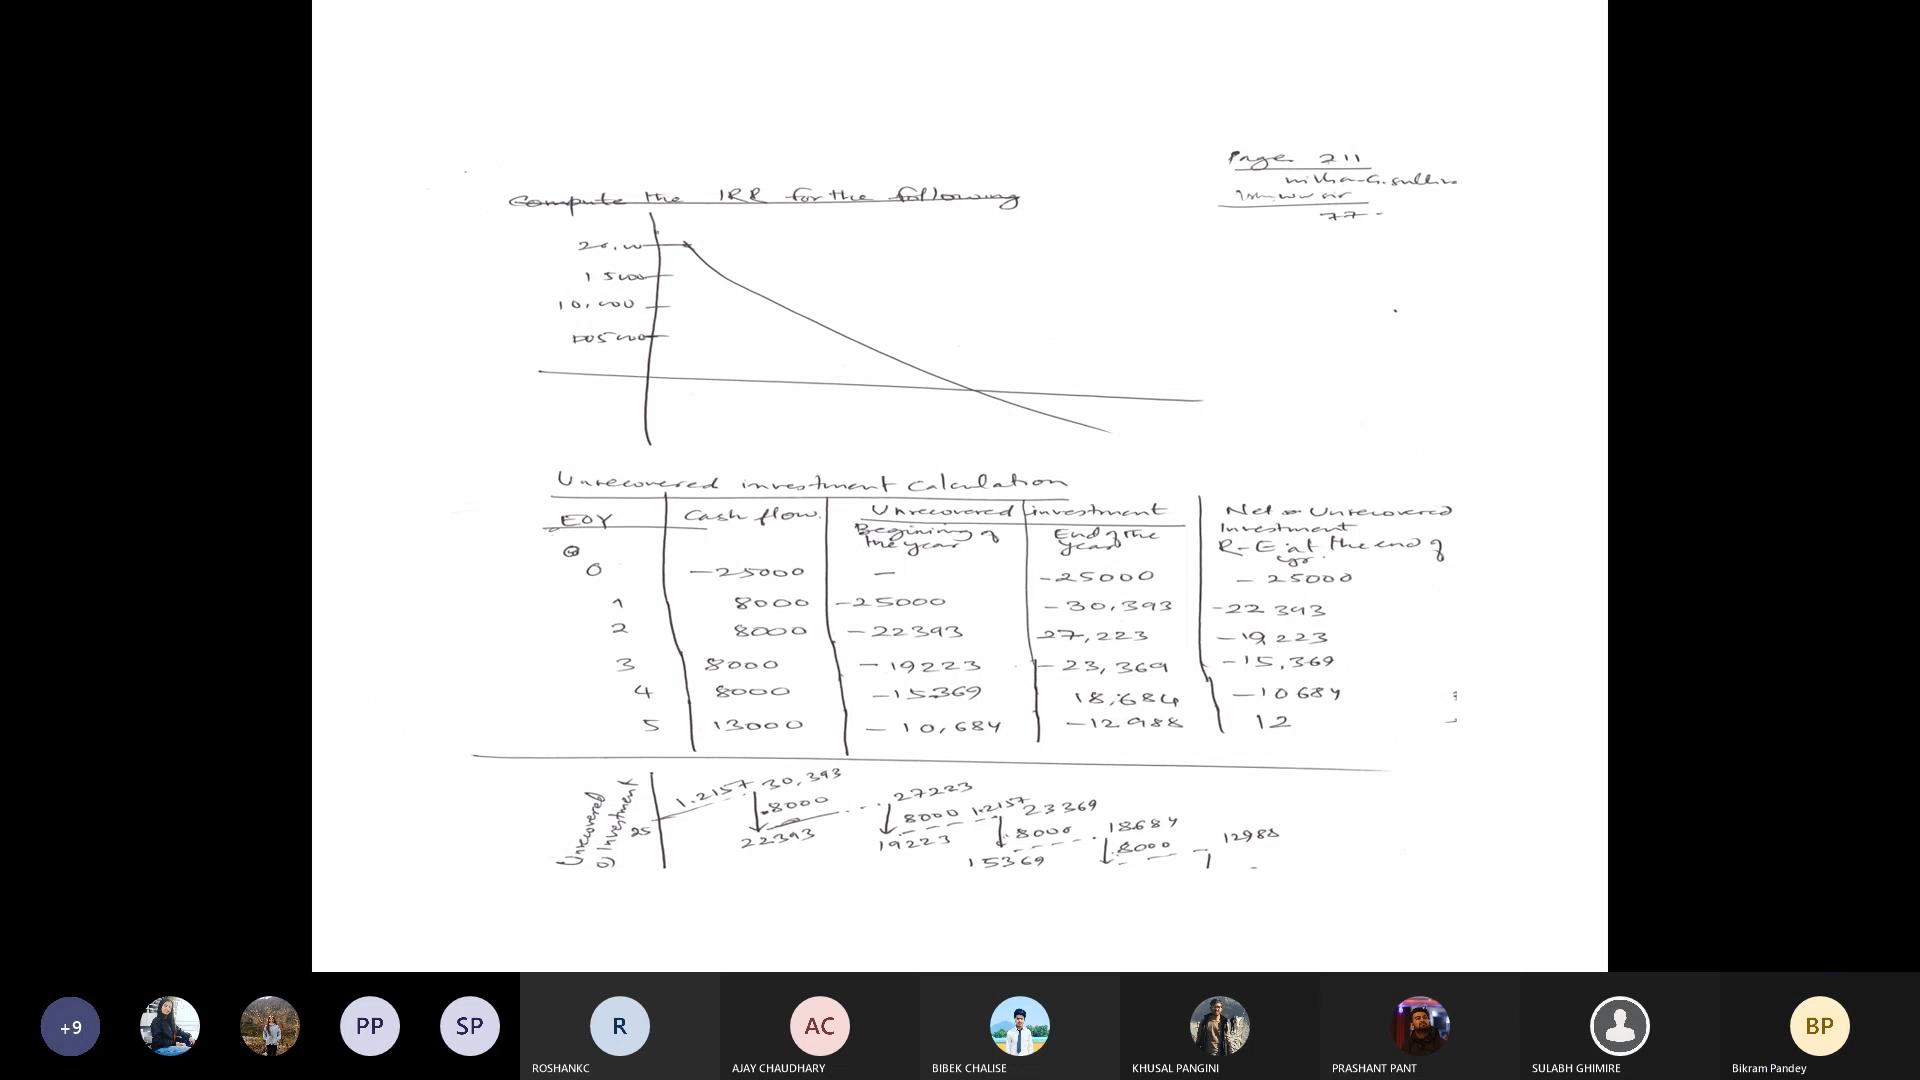 Page 211
Compute the IRR for the following
77
15000
10,000
Unrecovered investment calculation
EOY Cash flow. Unrecovered investment Net Unrecovered Investment
Begining of the year End of the year R-E at the end of yr.
0 -25000 - -25000 -25000
1 8000 -25000 -30,393 -22393
2 8000 -22393 27,223 -19223
3 8000 -19223 -23,369 -15,369
4 8000 -15369 18,684 -10684
5 13000 -10,684 -12988 12
Unrecovered Investment
25
1.2157 30,393 27223 1.2157 23369 18684 12988
8000 8000 8000 8000
22393 19223 15369
+9 PP SP R AC BP
ROSHANKC AJAY CHAUDHARY BIBEK CHALISE KHUSAL PANGINI PRASHANT PANT SULABH GHIMIRE Bikram Pandey